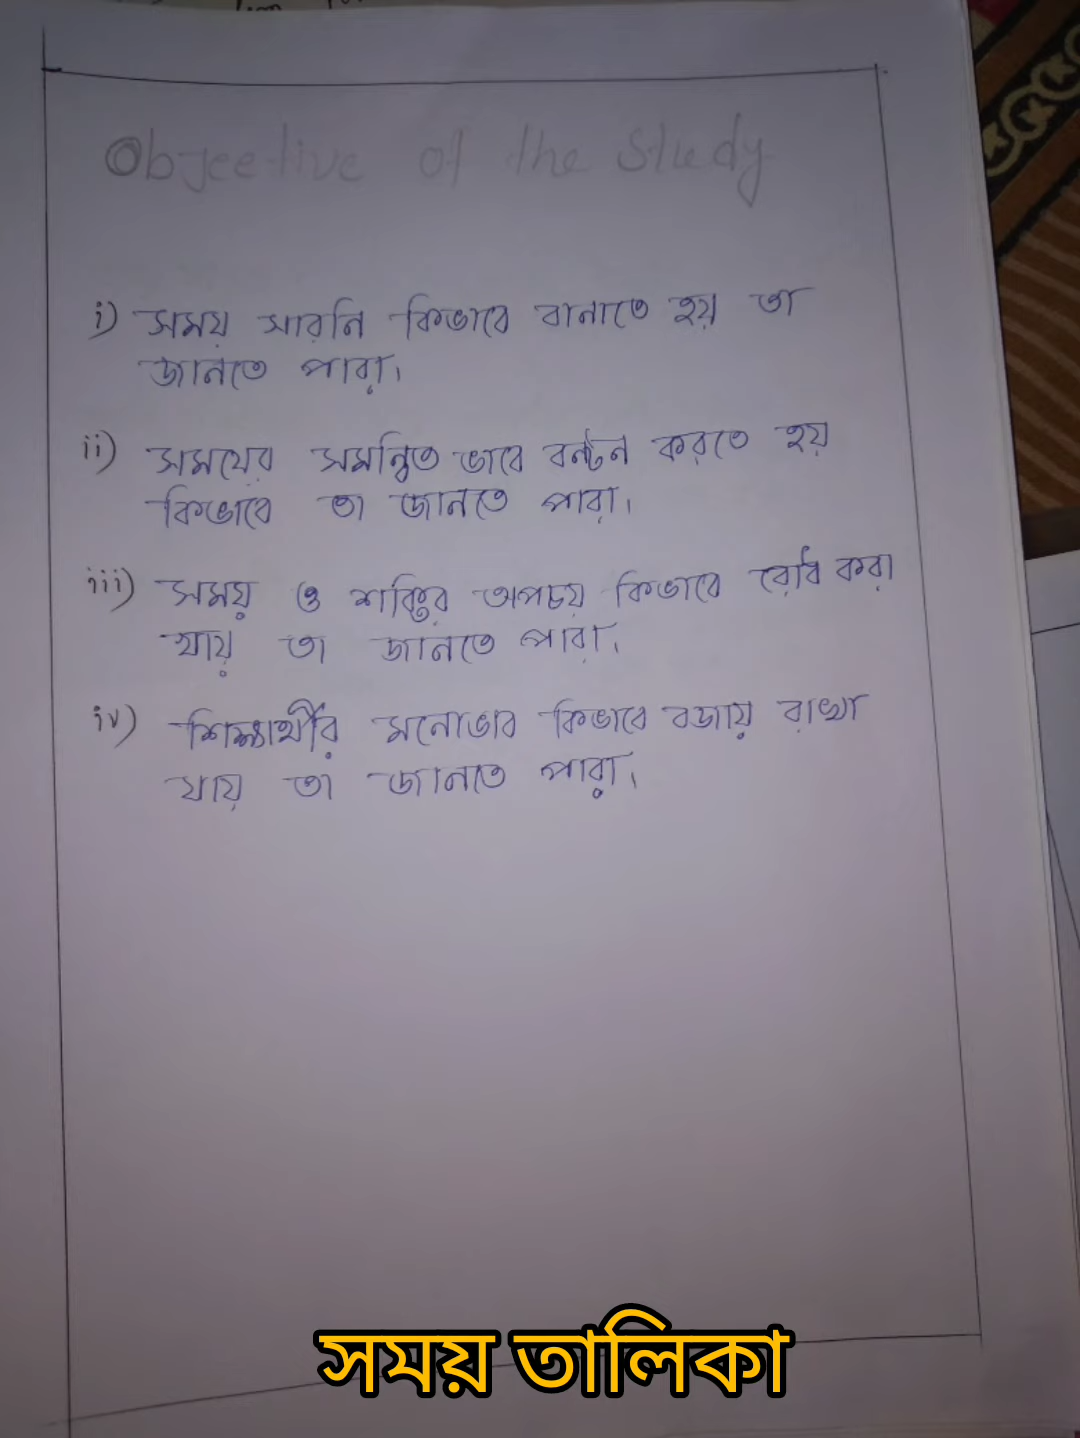 Objective of the Study
i) সময় সারনি কিভাবে বানাতে হয় তা
জানতে পারা।
ii) সময়ের সমন্বিত ভাবে বন্টন করতে হয়
কিভাবে তা জানতে পারা।
iii) সময় ও শক্তির অপচয় কিভাবে রোধ করা
যায় তা জানতে পারা।
iv) শিক্ষার্থীর মনোভাব কিভাবে বজায় রাখা
যায় তা জানতে পারা।
সময় তালিকা